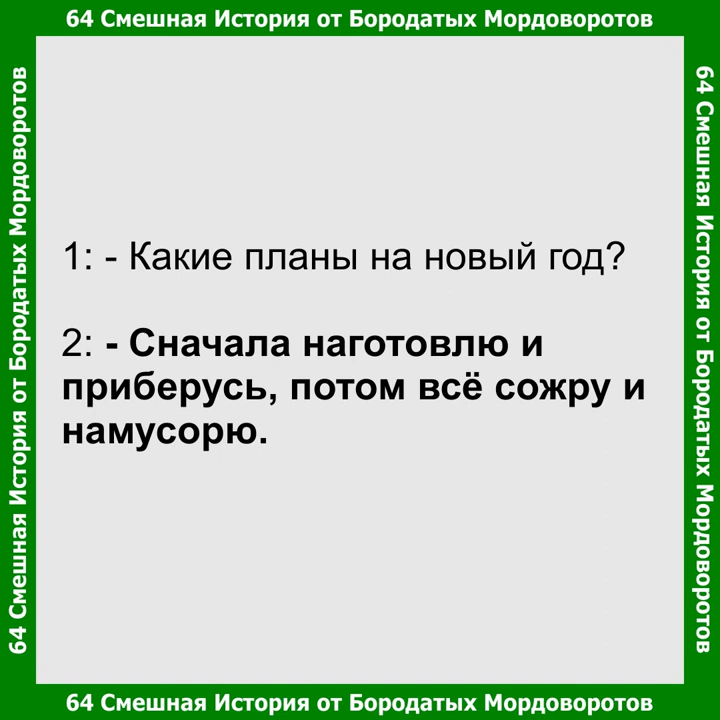 64 Смешная История от Бородатых Мордоворотов
64 Смешная История от Бородатых Мордоворотов
64 Смешная История от Бородатых Мордоворотов
1: - Какие планы на новый год?
2: - Сначала наготовлю и
приберусь, потом всё сожру и
намусорю.
64 Смешная История от Бородатых Мордоворотов